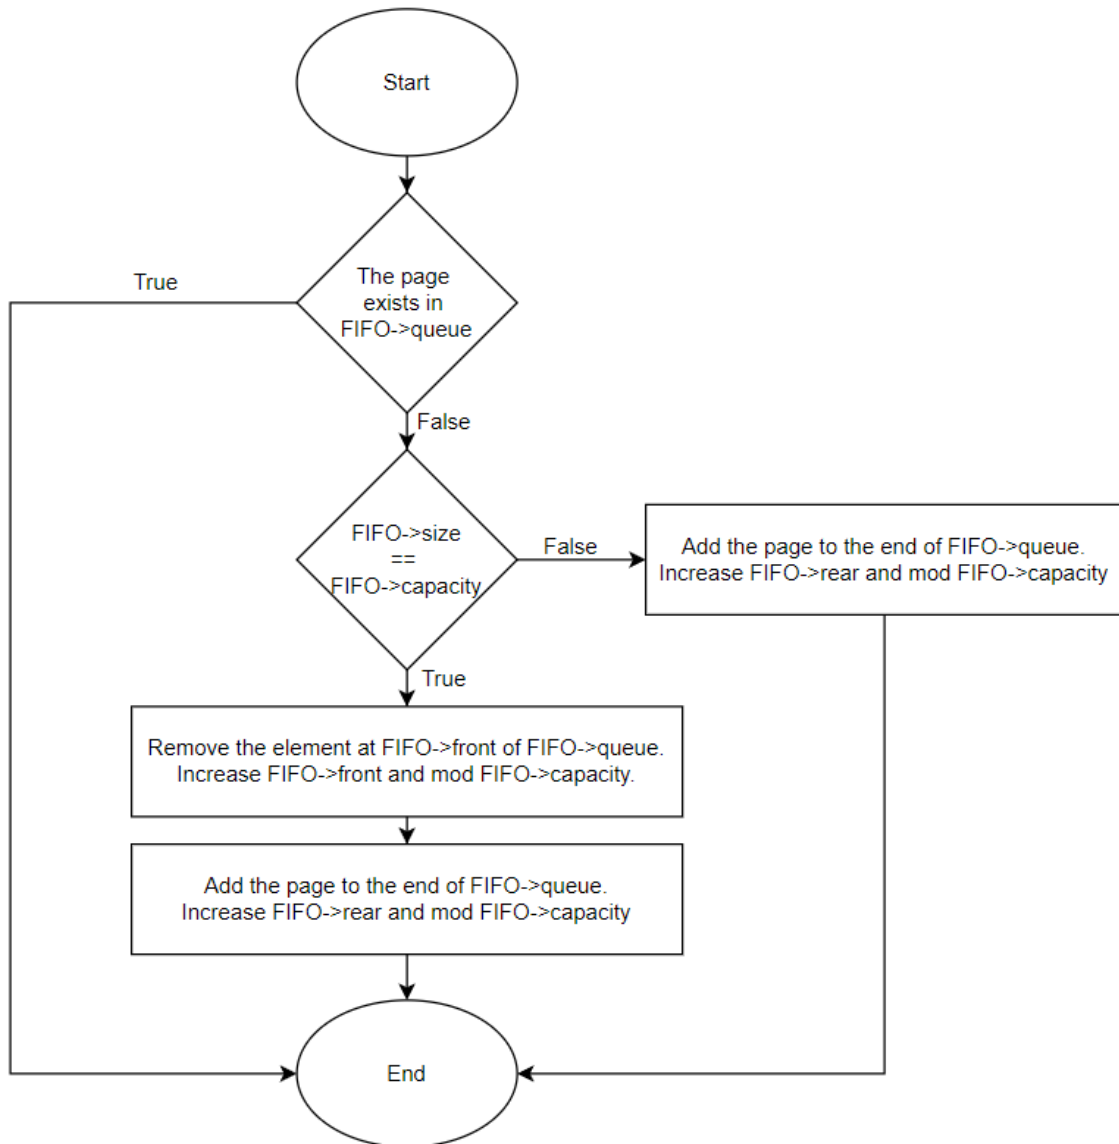 Start
The page
exists in
FIFO->queue
True
False
FIFO->size
==
FIFO->capacity
False
Add the page to the end of FIFO->queue.
Increase FIFO->rear and mod FIFO->capacity
True
Remove the element at FIFO->front of FIFO->queue.
Increase FIFO->front and mod FIFO->capacity.
Add the page to the end of FIFO->queue.
Increase FIFO->rear and mod FIFO->capacity
End